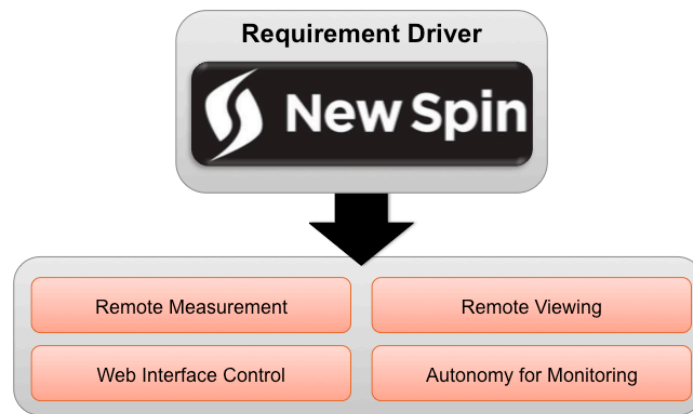 Requirement Driver
New Spin
Remote Measurement
Remote Viewing
Web Interface Control
Autonomy for Monitoring